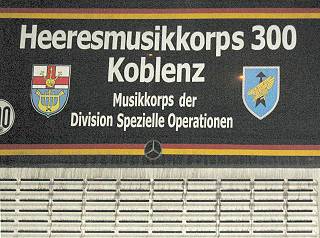 Heeresmusikkorps 300
Koblenz
Musikkorps der
Division Spezielle Operationen